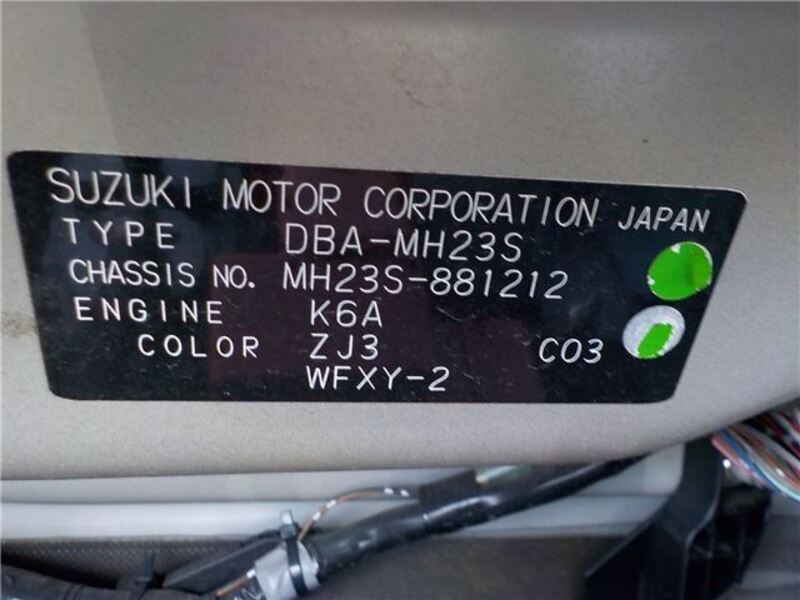 SUZUKI MOTOR CORPORATION JAPAN
TYPE DBA-MH23S
CHASSIS NO. MH23S-881212
ENGINE K6A
COLOR ZJ3 C03
WFXY-2